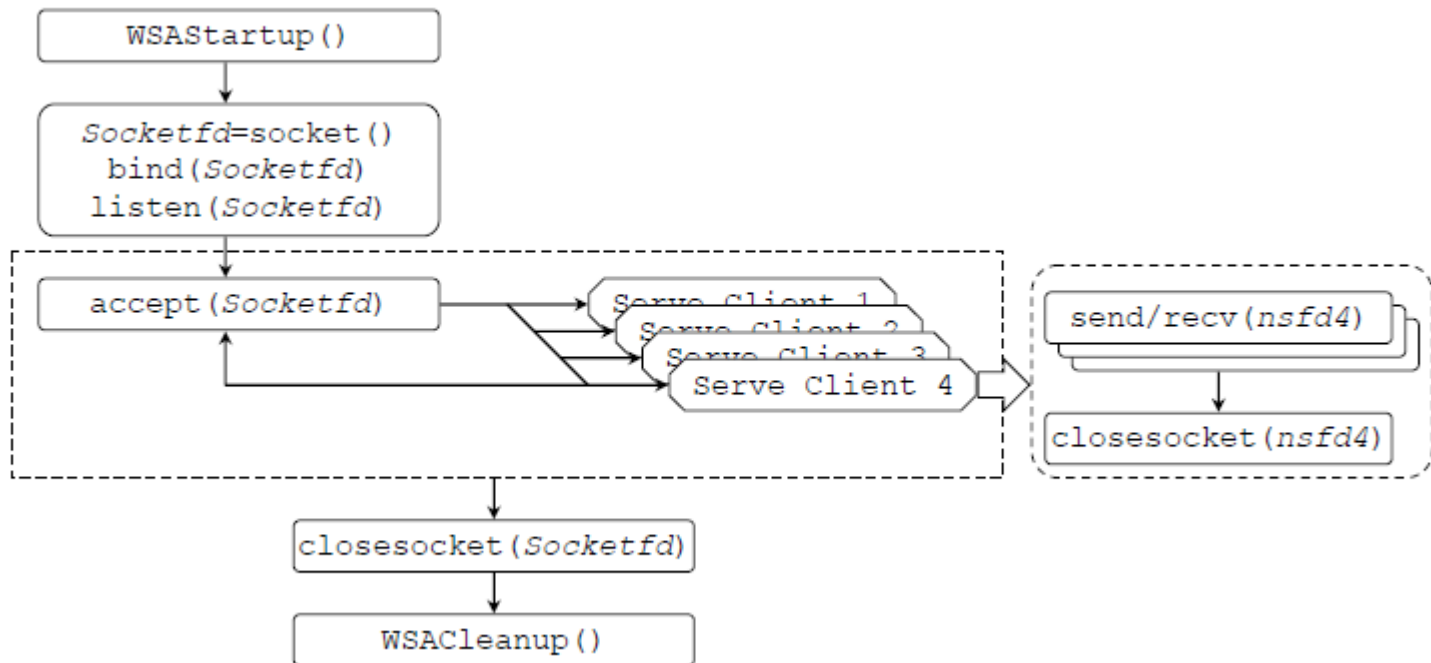 WSAStartup()
Socketfd=socket()
bind(Socketfd)
listen(Socketfd)
accept(Socketfd)
Serve Client 1
Serve Client 2
Serve Client 3
Serve Client 4
send/recv(nsfd4)
closesocket(nsfd4)
closesocket(Socketfd)
WSACleanup()